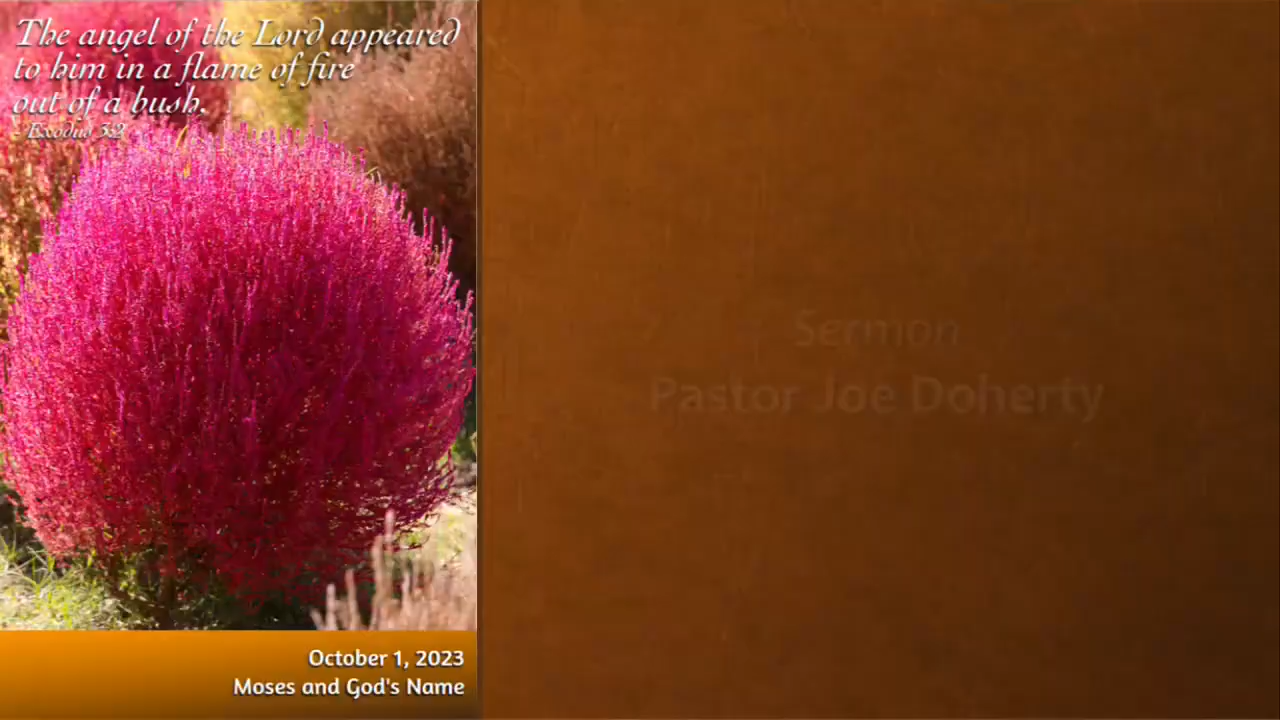 The angel of the Lord appeared
to him in a flame of fire
out of a bush.
- Exodus 3:2
Sermon
Pastor Joe Doherty
October 1, 2023
Moses and God's Name